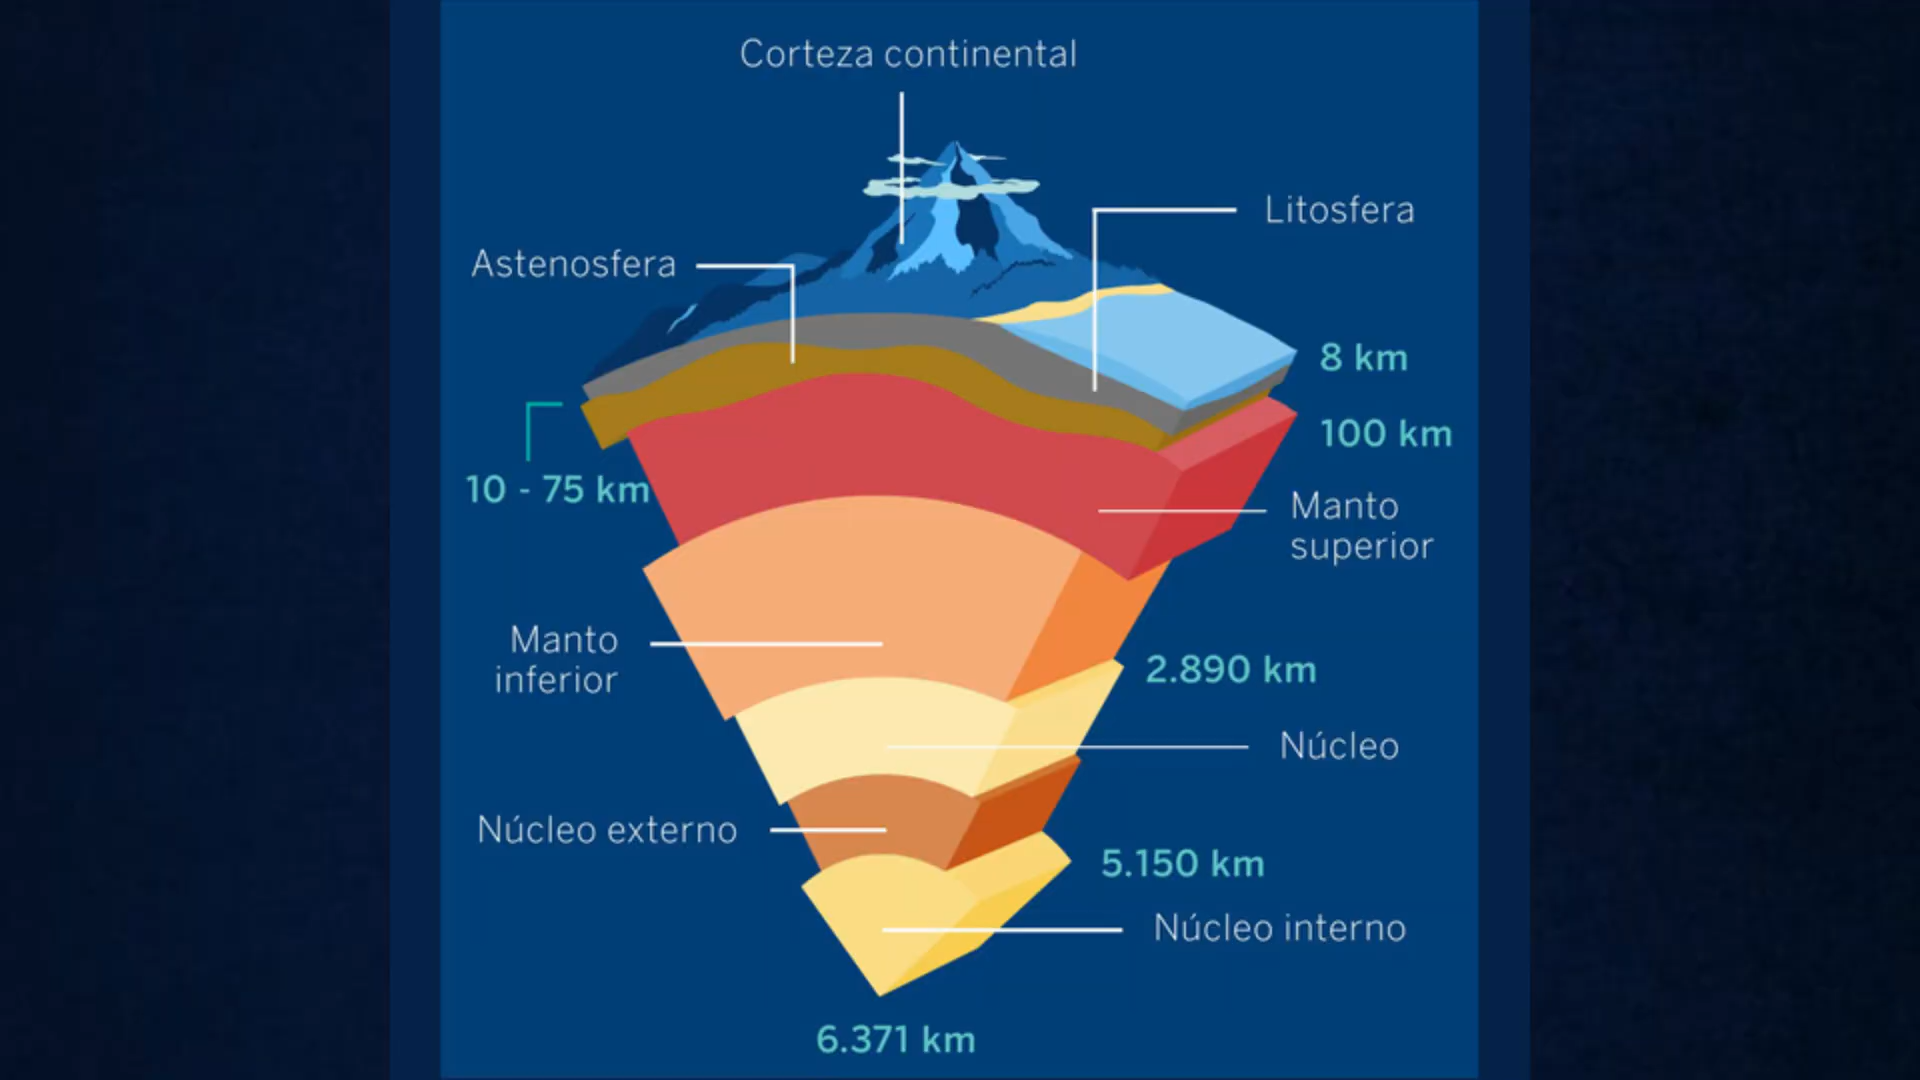 Corteza continental
Litosfera
Astenosfera
8 km
100 km
10 - 75 km
Manto
superior
Manto
inferior
2.890 km
Núcleo
Núcleo externo
5.150 km
Núcleo interno
6.371 km